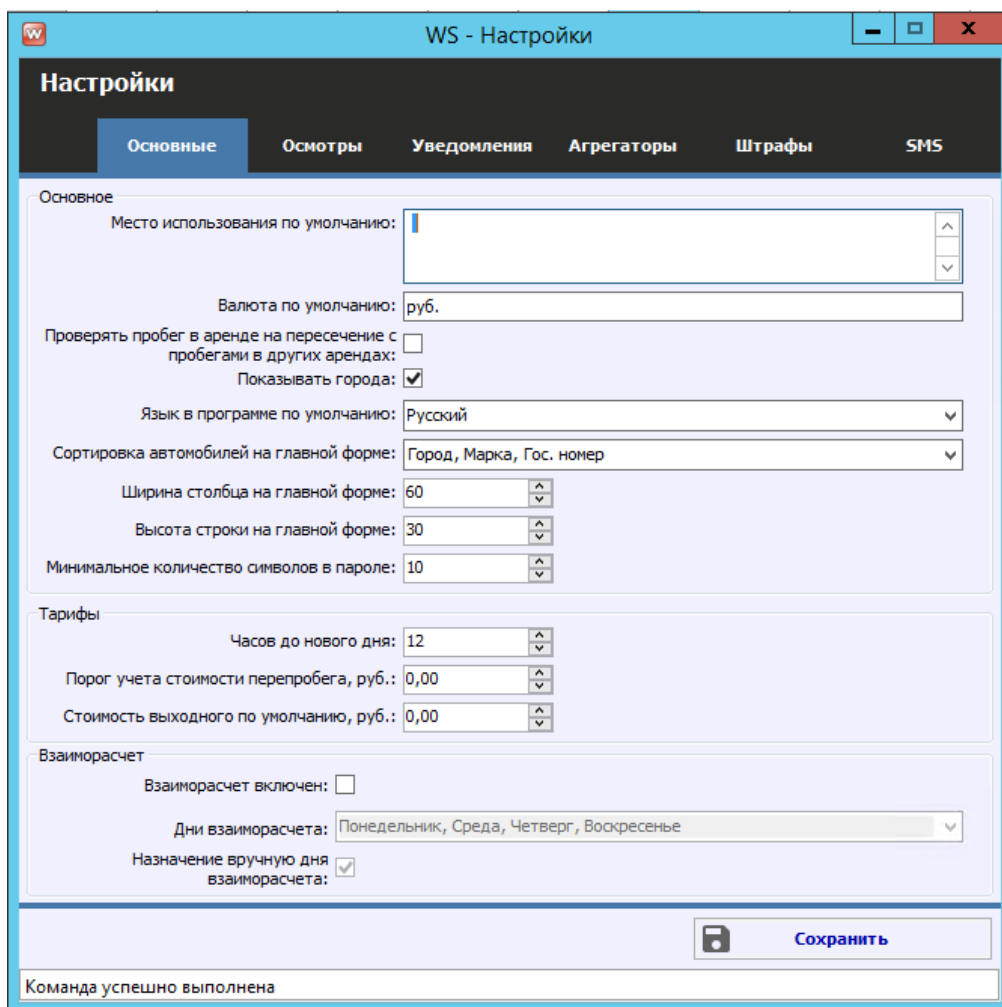 WS - Настройки
Настройки
Основные Осмотры Уведомления Агрегаторы Штрафы SMS
Основное
Место использования по умолчанию:
Валюта по умолчанию: руб.
Проверять пробег в аренде на пересечение с
пробегами в других арендах:
Показывать города:
Язык в программе по умолчанию: Русский
Сортировка автомобилей на главной форме: Город, Марка, Гос. номер
Ширина столбца на главной форме: 60
Высота строки на главной форме: 30
Минимальное количество символов в пароле: 10
Тарифы
Часов до нового дня: 12
Порог учета стоимости перепробега, руб.: 0,00
Стоимость выходного по умолчанию, руб.: 0,00
Взаиморасчет
Взаиморасчет включен:
Дни взаиморасчета: Понедельник, Среда, Четверг, Воскресенье
Назначение вручную дня
взаиморасчета:
Сохранить
Команда успешно выполнена